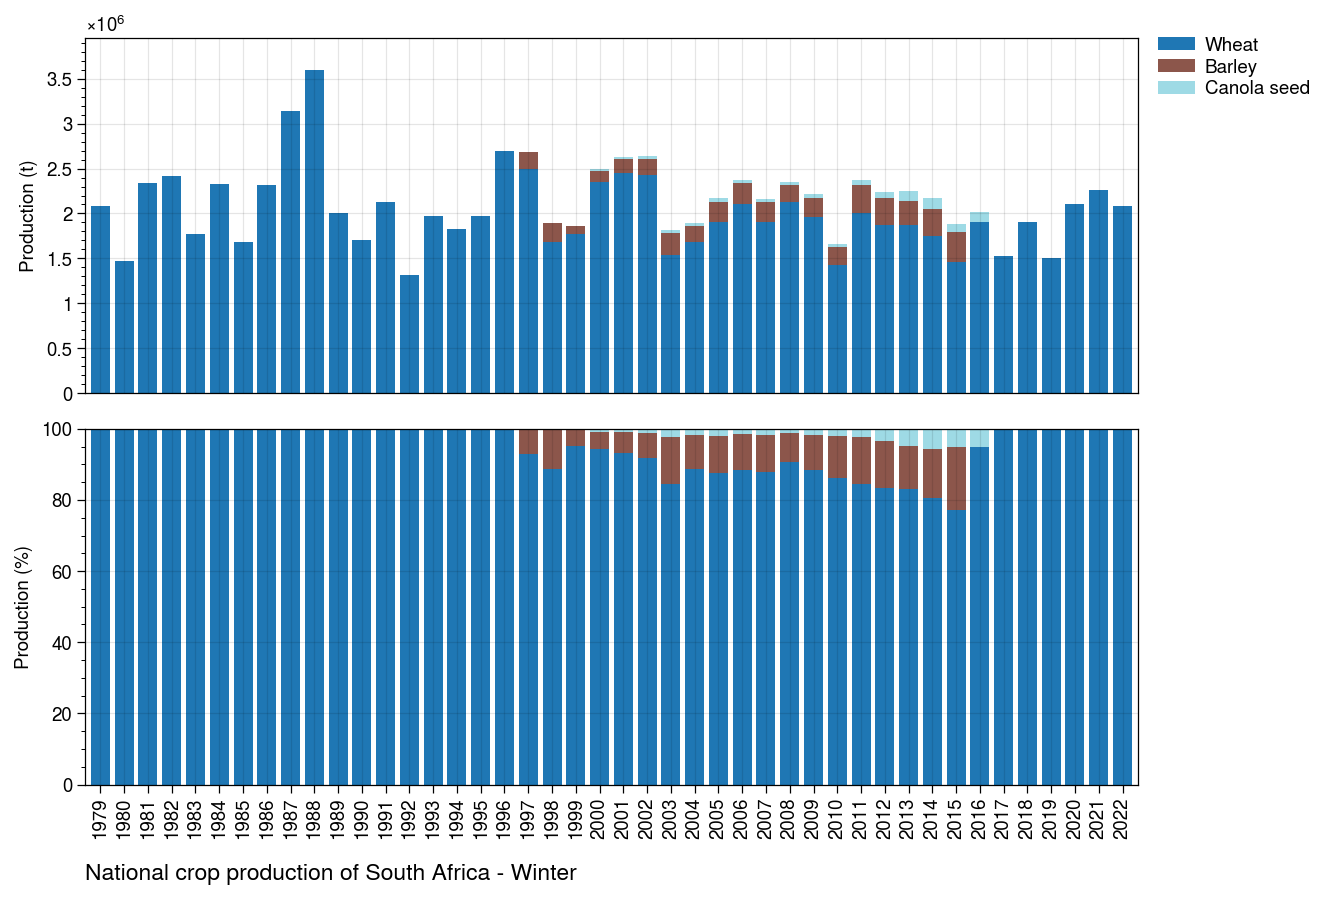 ×10⁶
Wheat
Barley
Canola seed
Production (t)
3.5
3
2.5
2
1.5
1
0.5
0
Production (%)
100
80
60
40
20
0
1979 1980 1981 1982 1983 1984 1985 1986 1987 1988 1989 1990 1991 1992 1993 1994 1995 1996 1997 1998 1999 2000 2001 2002 2003 2004 2005 2006 2007 2008 2009 2010 2011 2012 2013 2014 2015 2016 2017 2018 2019 2020 2021 2022
National crop production of South Africa - Winter